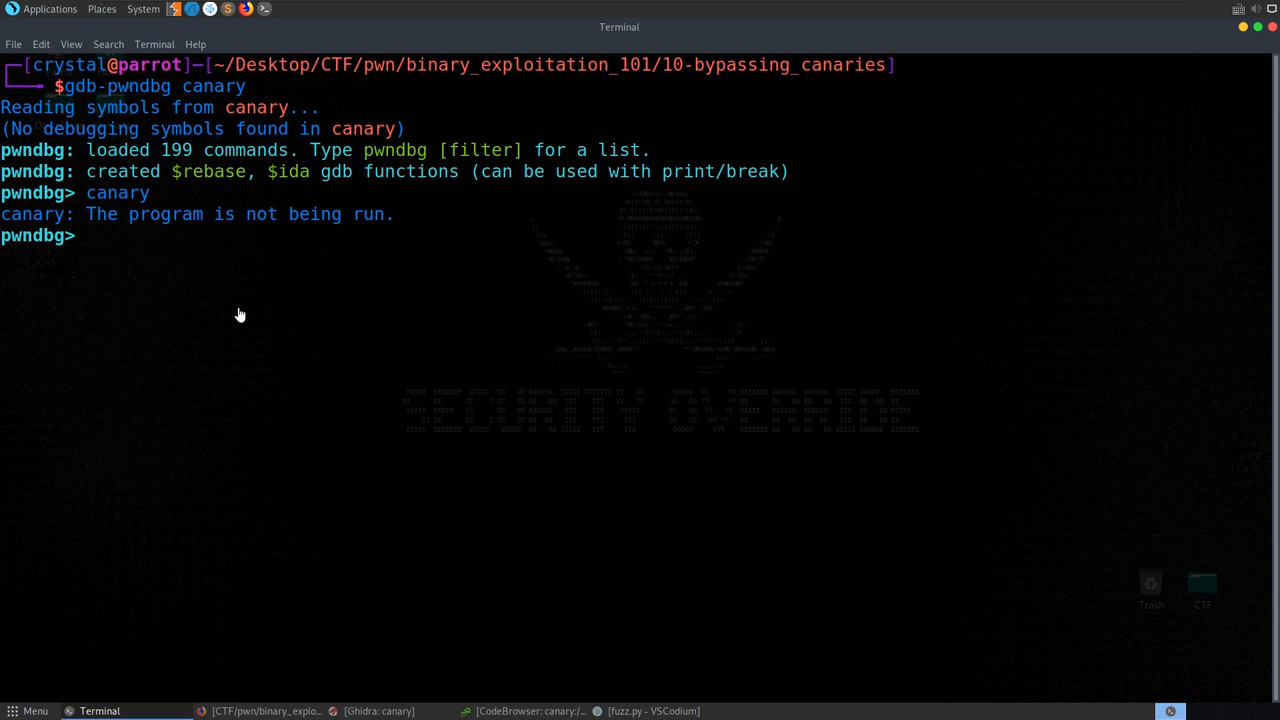 Applications Places System
Terminal
File Edit View Search Terminal Help
┌─[crystal@parrot]─[~/Desktop/CTF/pwn/binary_exploitation_101/10-bypassing_canaries]
└──╼ $gdb-pwndbg canary
Reading symbols from canary...
(No debugging symbols found in canary)
pwndbg: loaded 199 commands. Type pwndbg [filter] for a list.
pwndbg: created $rebase, $ida gdb functions (can be used with print/break)
pwndbg> canary
canary: The program is not being run.
pwndbg>
Trash CTF
Menu Terminal [CTF/pwn/binary_explo... [Ghidra: canary] [CodeBrowser: canary:/... [fuzz.py - VSCodium]